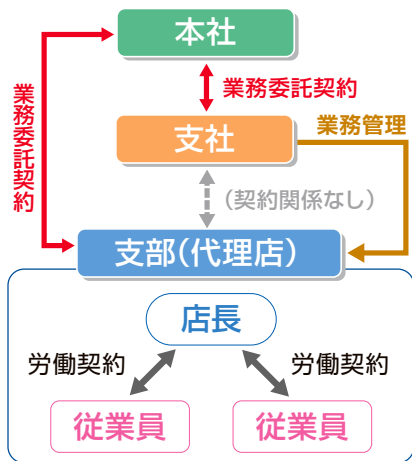 本社
業務委託契約
業務委託契約
支社
業務管理
（契約関係なし）
支部（代理店）
店長
労働契約
労働契約
従業員
従業員